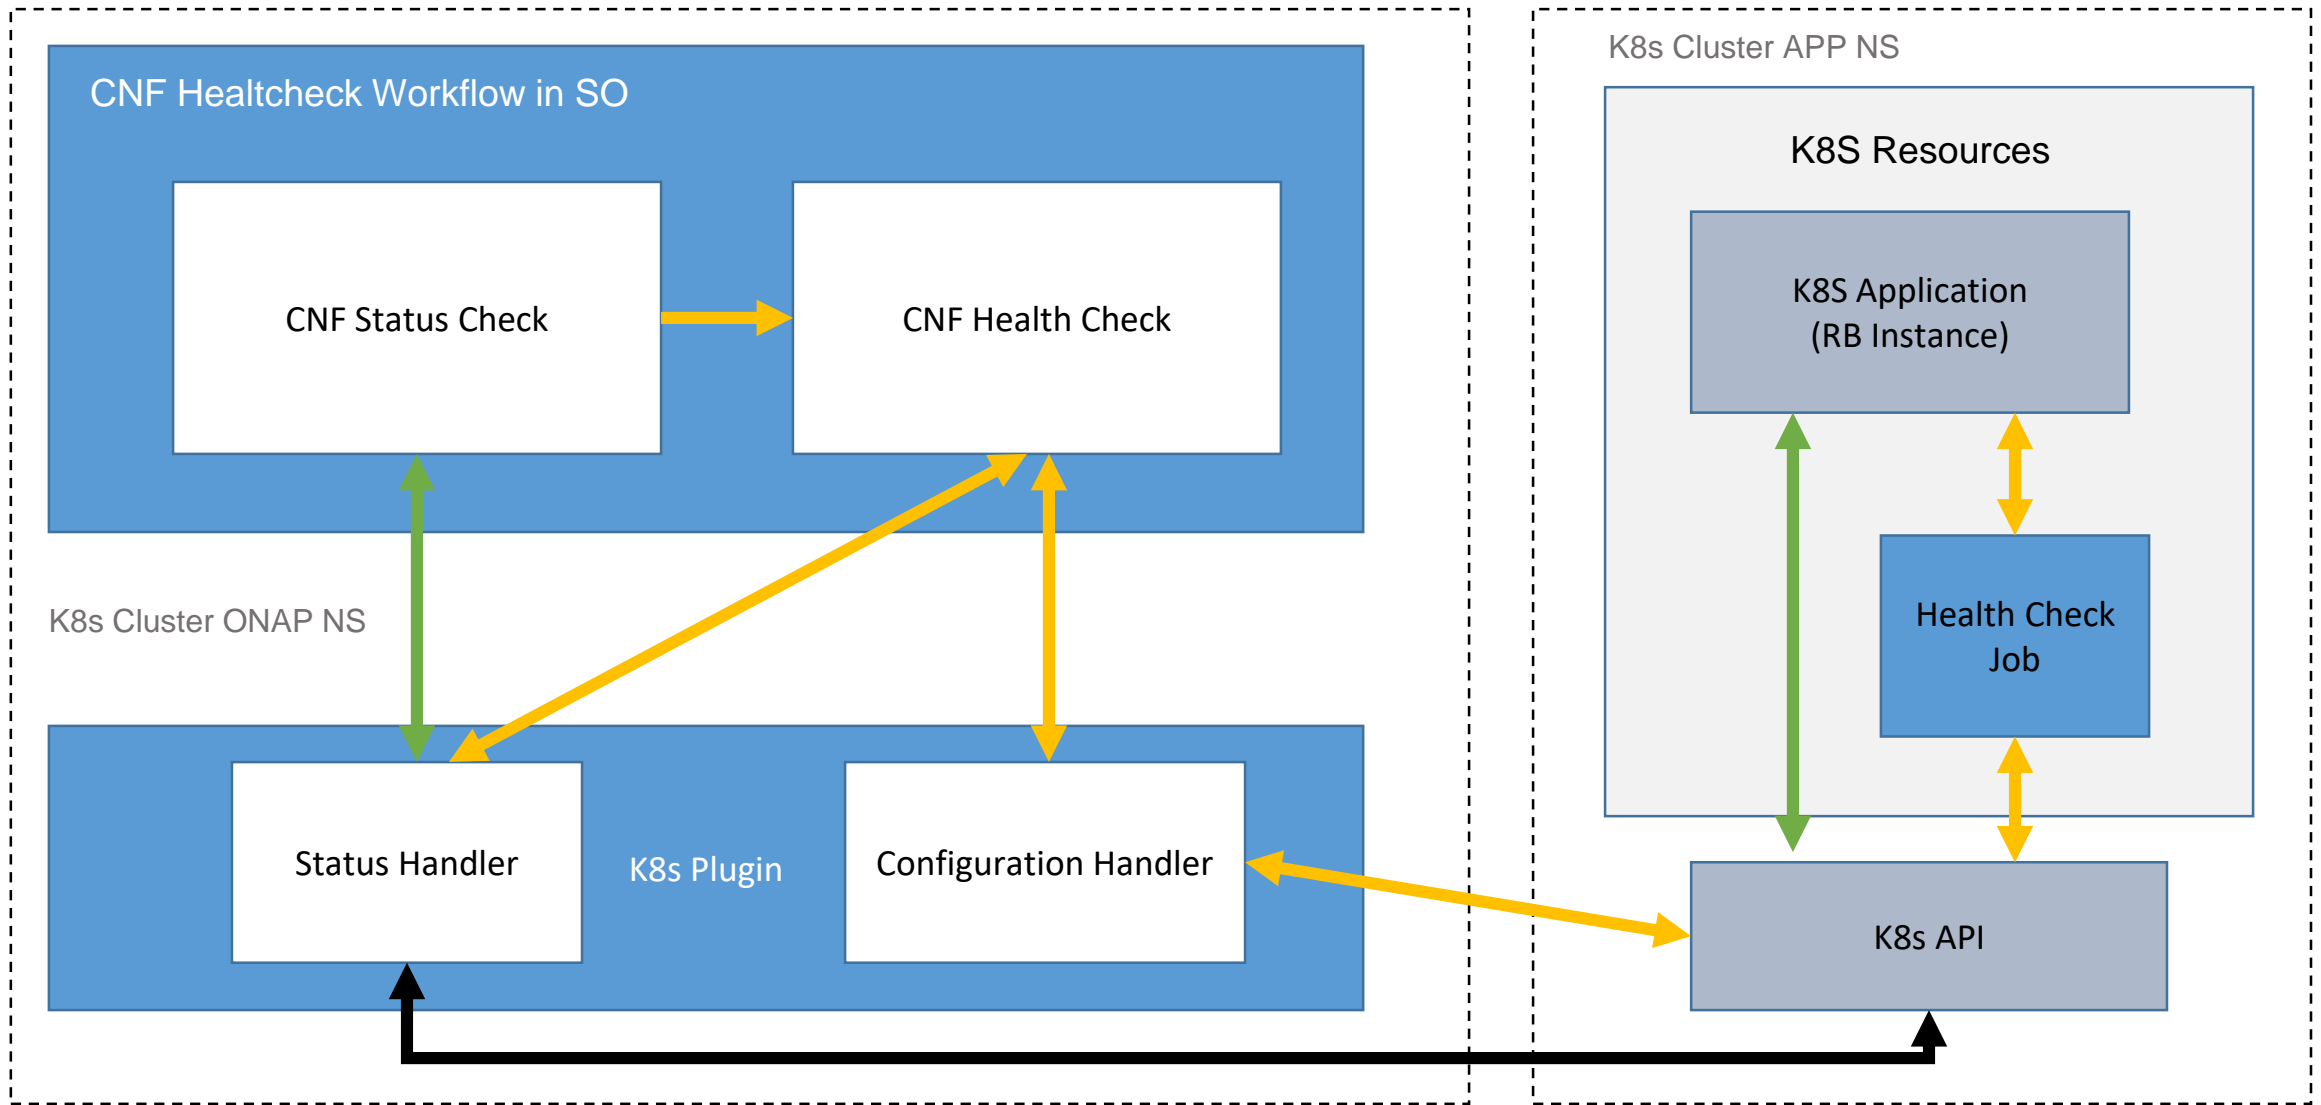 CNF Healtcheck Workflow in SO
CNF Status Check
CNF Health Check
K8s Cluster ONAP NS
Status Handler
K8s Plugin
Configuration Handler
K8s Cluster APP NS
K8S Resources
K8S Application
(RB Instance)
Health Check
Job
K8s API